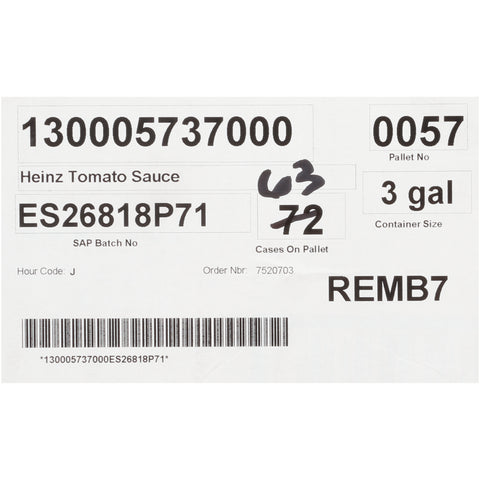 130005737000
0057
Pallet No
Heinz Tomato Sauce
63
3 gal
ES26818P71
72
Container Size
SAP Batch No
Cases On Pallet
Hour Code: J
Order Nbr: 7520703
REMB7
*130005737000ES26818P71*